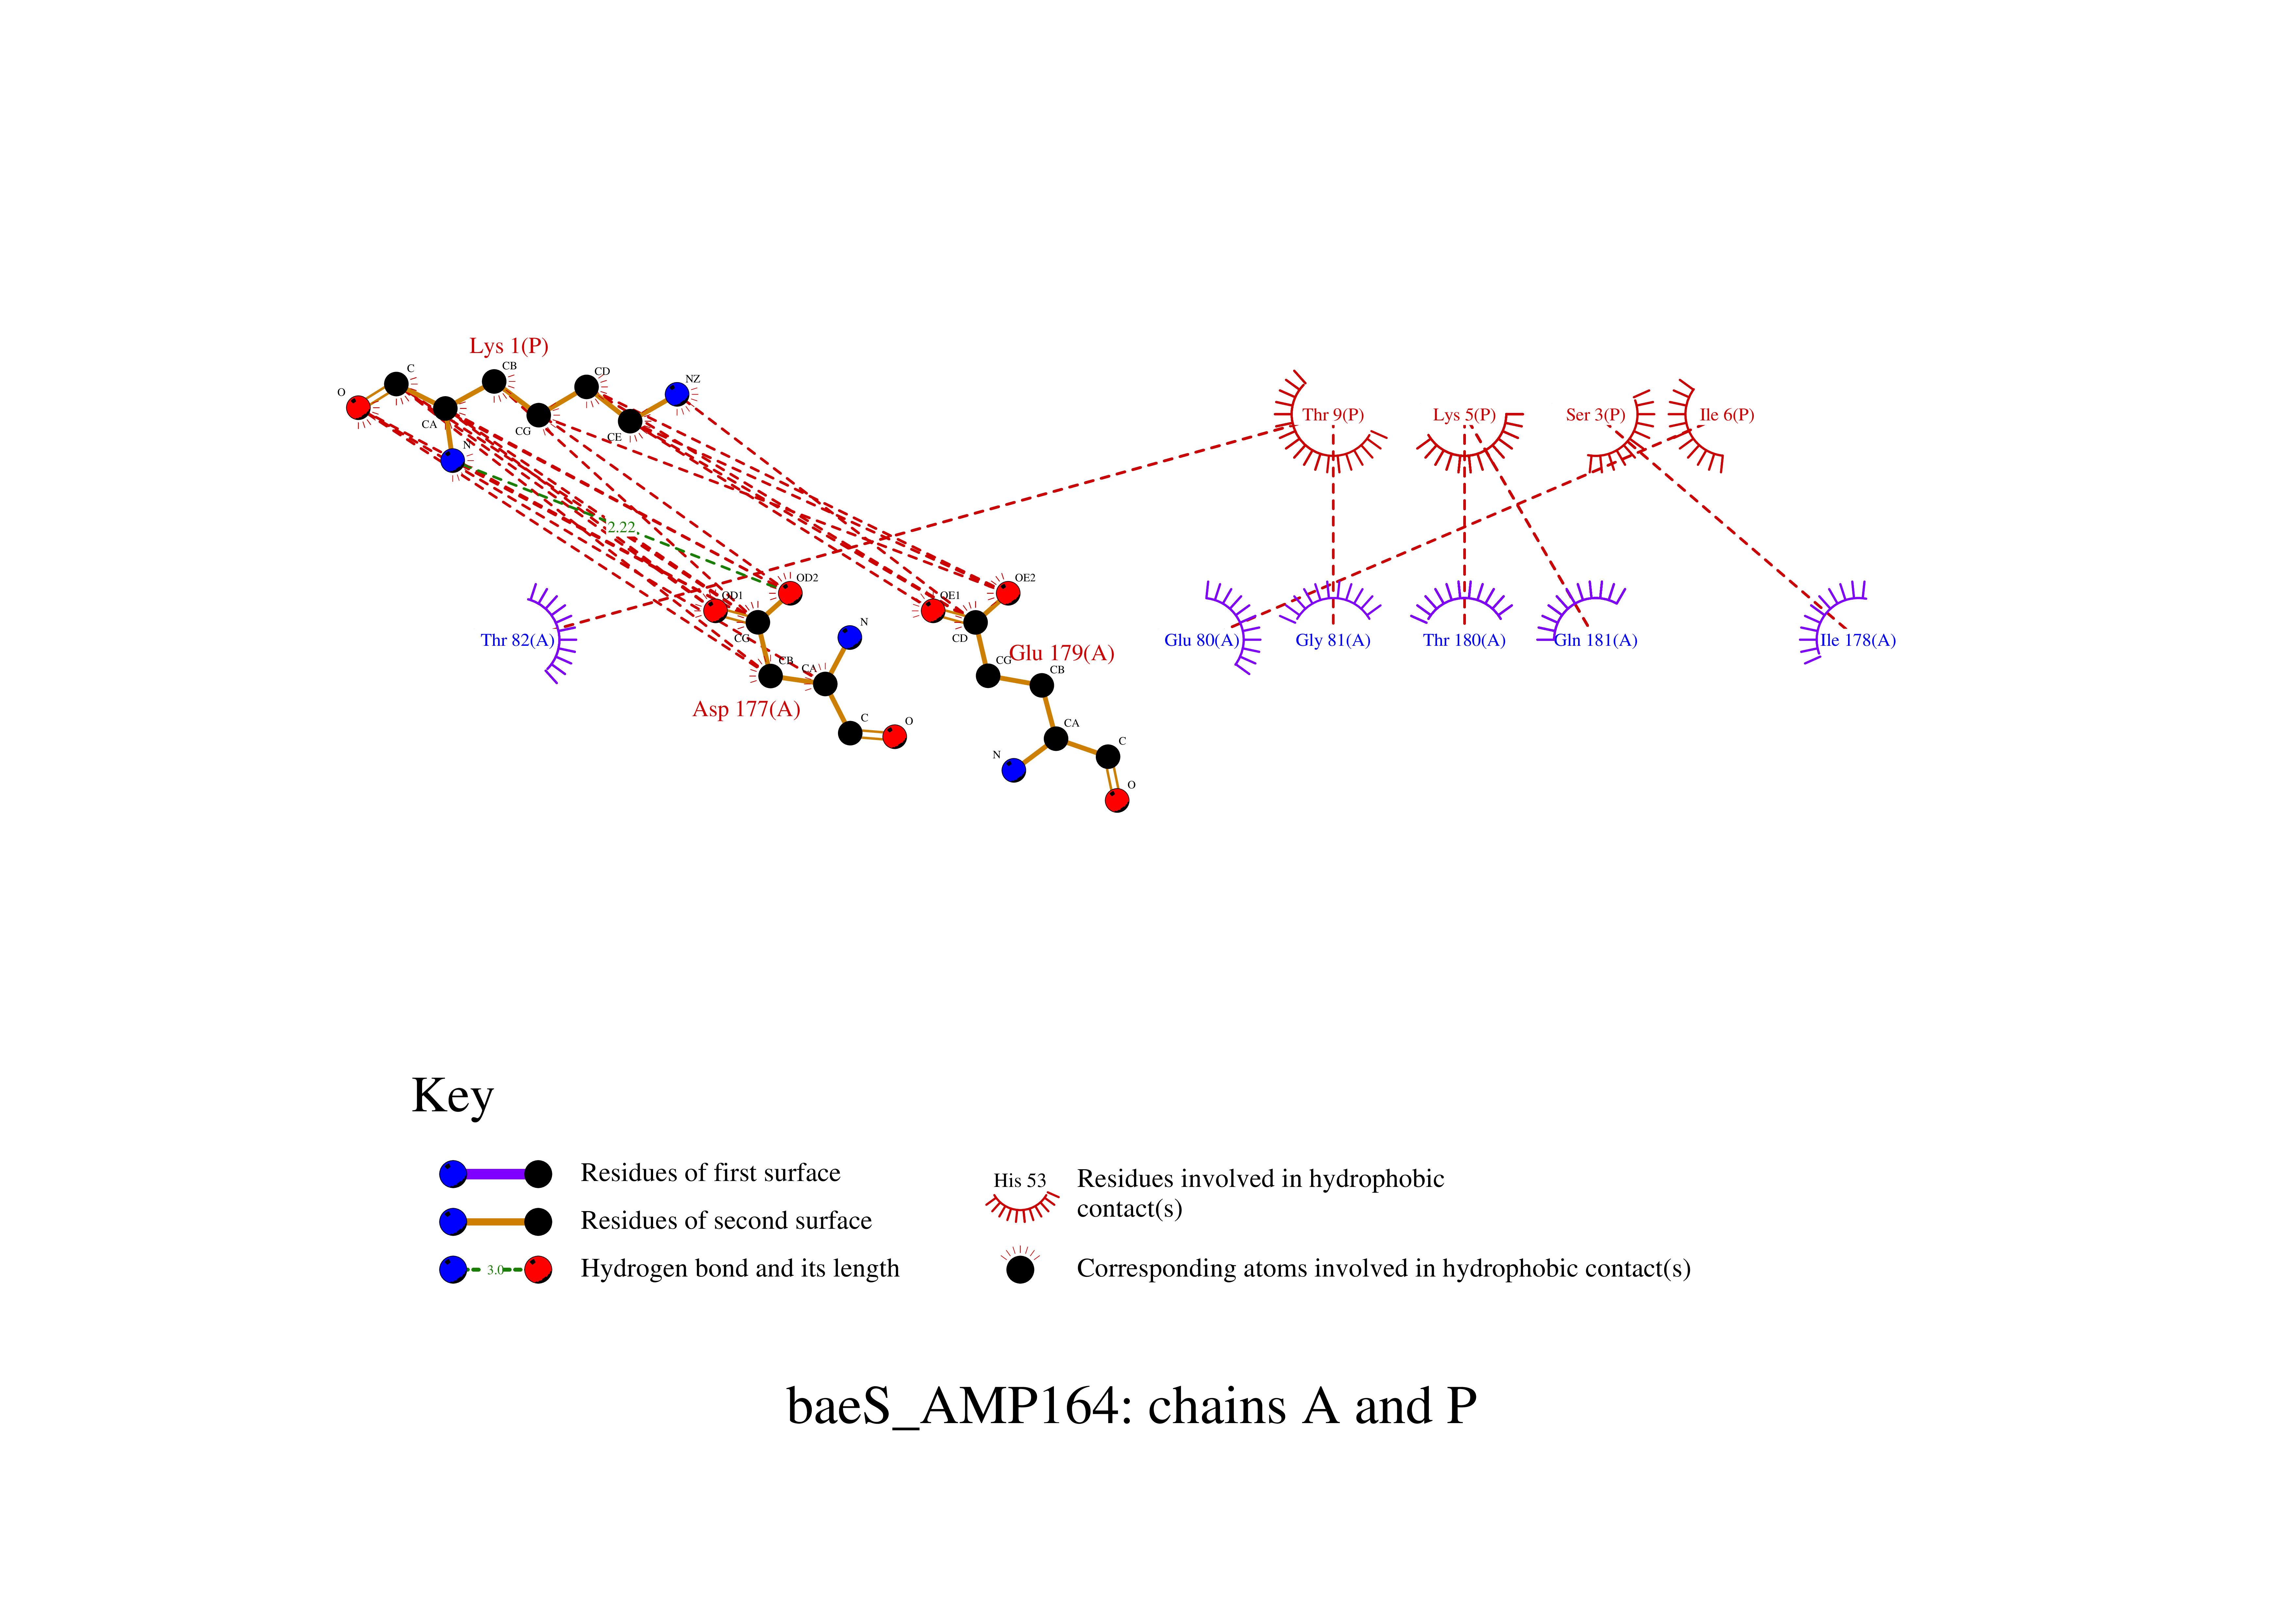 Lys 1(P)
C
CB
CD
NZ
O
CA
CG
CE
N
Thr 9(P)
Lys 5(P)
Ser 3(P)
Ile 6(P)
2.22
OD2
OD1
OE2
OE1
CG
N
CD
Thr 82(A)
Glu 80(A)
Gly 81(A)
Thr 180(A)
Gln 181(A)
Ile 178(A)
CB
CA
CG
Glu 179(A)
CB
Asp 177(A)
C
O
CA
N
C
O
Key
Residues of first surface
Residues of second surface
3.0
Hydrogen bond and its length
His 53
Residues involved in hydrophobic
contact(s)
Corresponding atoms involved in hydrophobic contact(s)
baeS_AMP164: chains A and P